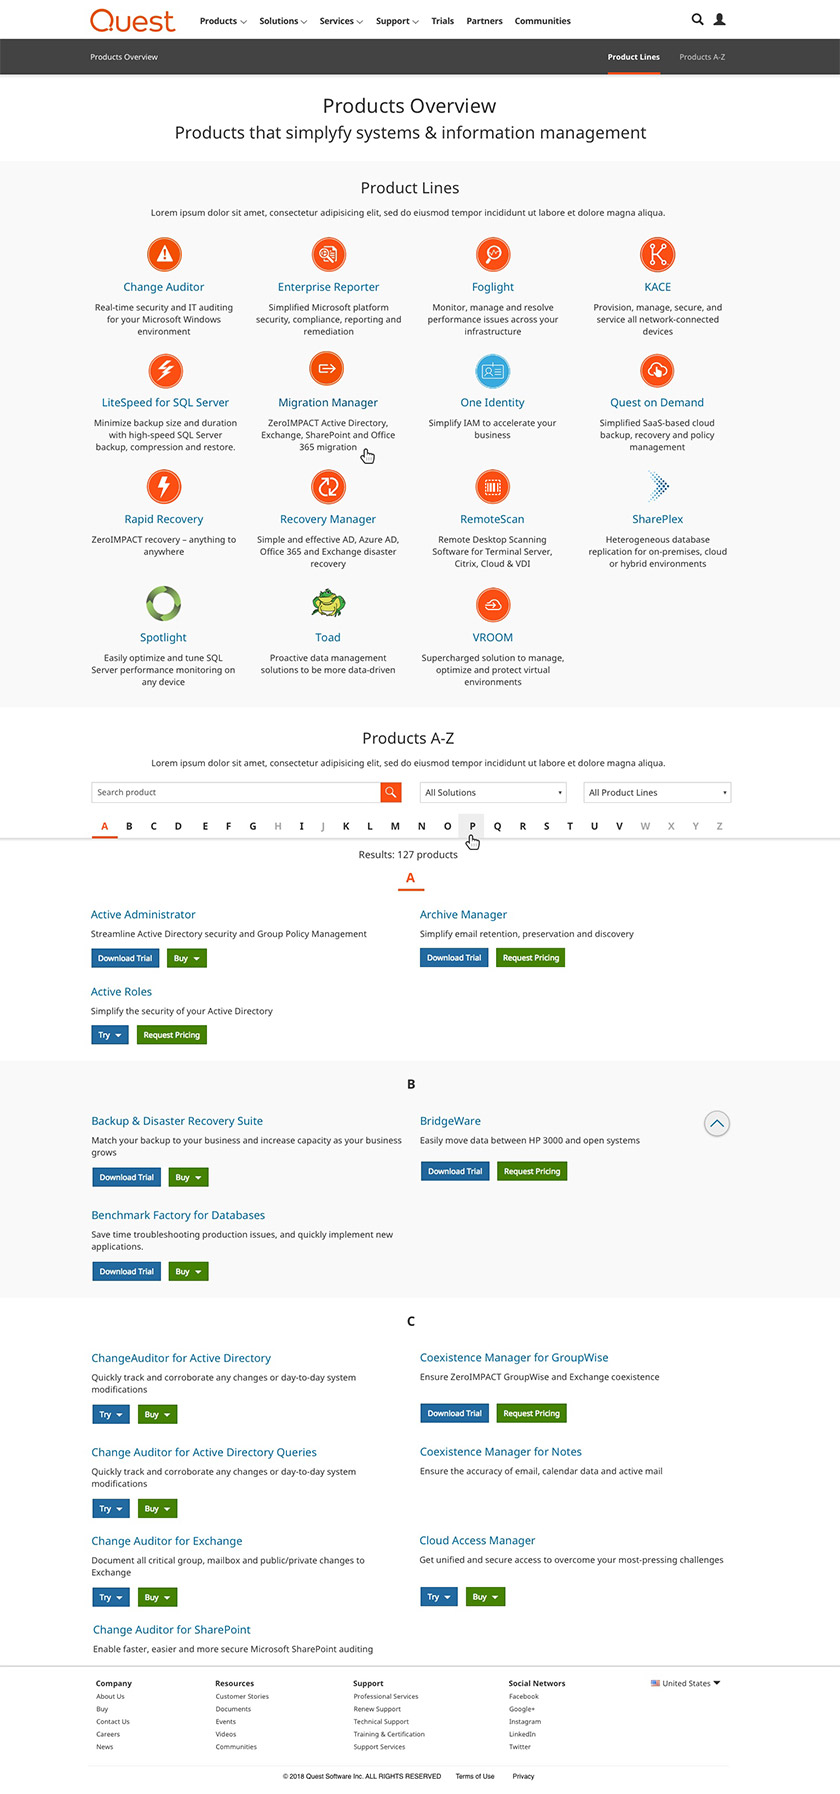 Quest Products Solutions Services Support Trials Partners Communities
Products Overview Product Lines Products A-Z
Products Overview
Products that simplyfy systems & information management
Product Lines
Lorem ipsum dolor sit amet, consectetur adipisicing elit, sed do eiusmod tempor incididunt ut labore et dolore magna aliqua.
Change Auditor
Real-time security and IT auditing
for your Microsoft Windows
environment
Enterprise Reporter
Simplified Microsoft platform
security, compliance, reporting and
remediation
Foglight
Monitor, manage and resolve
performance issues across your
infrastructure
KACE
Provision, manage, secure, and
service all network-connected
devices
LiteSpeed for SQL Server
Minimize backup size and duration
with high-speed SQL Server
backup, compression and restore.
Migration Manager
ZeroIMPACT Active Directory,
Exchange, SharePoint and Office
365 migration
One Identity
Simplify IAM to accelerate your
business
Quest on Demand
Simplified SaaS-based cloud
backup, recovery and policy
management
Rapid Recovery
ZeroIMPACT recovery – anything to
anywhere
Recovery Manager
Simple and effective AD, Azure AD,
Office 365 and Exchange disaster
recovery
RemoteScan
Remote Desktop Scanning
Software for Terminal Server,
Citrix, Cloud & VDI
SharePlex
Heterogeneous database
replication for on-premises, cloud
or hybrid environments
Spotlight
Easily optimize and tune SQL
Server performance monitoring on
any device
Toad
Proactive data management
solutions to be more data-driven
VROOM
Supercharged solution to manage,
optimize and protect virtual
environments
Products A-Z
Lorem ipsum dolor sit amet, consectetur adipisicing elit, sed do eiusmod tempor incididunt ut labore et dolore magna aliqua.
Search product All Solutions All Product Lines
A B C D E F G H I J K L M N O P Q R S T U V W X Y Z
Results: 127 products
A
Active Administrator
Streamline Active Directory security and Group Policy Management
Download Trial Buy
Archive Manager
Simplify email retention, preservation and discovery
Download Trial Request Pricing
Active Roles
Simplify the security of your Active Directory
Try Request Pricing
B
Backup & Disaster Recovery Suite
Match your backup to your business and increase capacity as your business
grows
Download Trial Buy
BridgeWare
Easily move data between HP 3000 and open systems
Download Trial Request Pricing
Benchmark Factory for Databases
Save time troubleshooting production issues, and quickly implement new
applications.
Download Trial Buy
C
ChangeAuditor for Active Directory
Quickly track and corroborate any changes or day-to-day system
modifications
Try Buy
Coexistence Manager for GroupWise
Ensure ZeroIMPACT GroupWise and Exchange coexistence
Download Trial Request Pricing
Change Auditor for Active Directory Queries
Quickly track and corroborate any changes or day-to-day system
modifications
Try Buy
Coexistence Manager for Notes
Ensure the accuracy of email, calendar data and active mail
Change Auditor for Exchange
Document all critical group, mailbox and public/private changes to
Exchange
Try Buy
Cloud Access Manager
Get unified and secure access to overcome your most-pressing challenges
Try Buy
Change Auditor for SharePoint
Enable faster, easier and more secure Microsoft SharePoint auditing
Company
About Us
Buy
Contact Us
Careers
News
Resources
Customer Stories
Documents
Events
Videos
Communities
Support
Professional Services
Renew Support
Technical Support
Training & Certification
Support Services
Social Networs
Facebook
Google+
Instagram
LinkedIn
Twitter
United States
© 2018 Quest Software Inc. ALL RIGHTS RESERVED Terms of Use Privacy